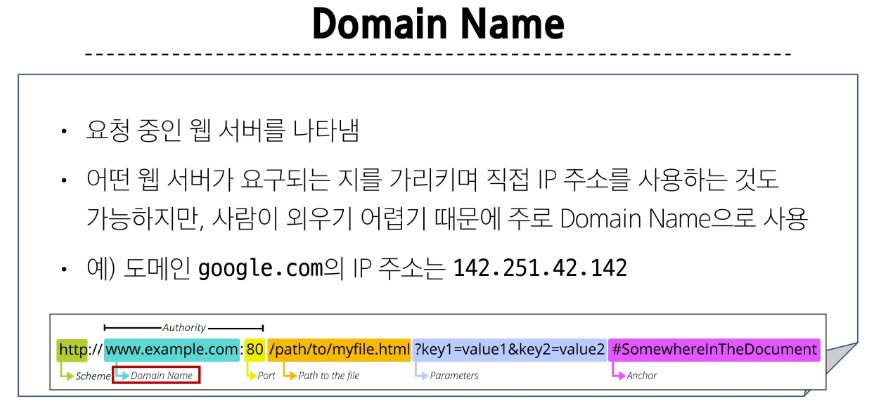 Domain Name
• 요청 중인 웹 서버를 나타냄
• 어떤 웹 서버가 요구되는 지를 가리키며 직접 IP 주소를 사용하는 것도
가능하지만, 사람이 외우기 어렵기 때문에 주로 Domain Name으로 사용
• 예) 도메인 google.com의 IP 주소는 142.251.42.142
Authority
http://www.example.com:80/path/to/myfile.html?key1=value1&key2=value2#SomewhereInTheDocument
Scheme Domain Name Port Path to the file Parameters Anchor